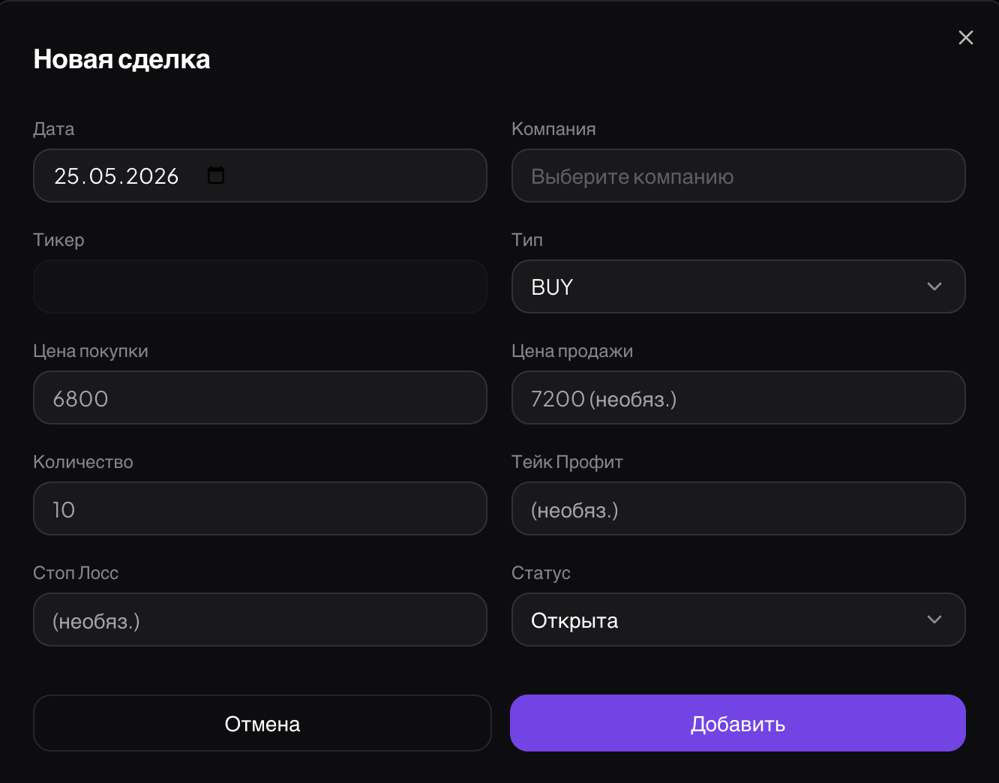 Новая сделка
Дата
Компания
25.05.2026
Выберите компанию
Тикер
Тип
BUY
Цена покупки
Цена продажи
6800
7200 (необяз.)
Количество
Тейк Профит
10
(необяз.)
Стоп Лосс
Статус
(необяз.)
Открыта
Отмена
Добавить